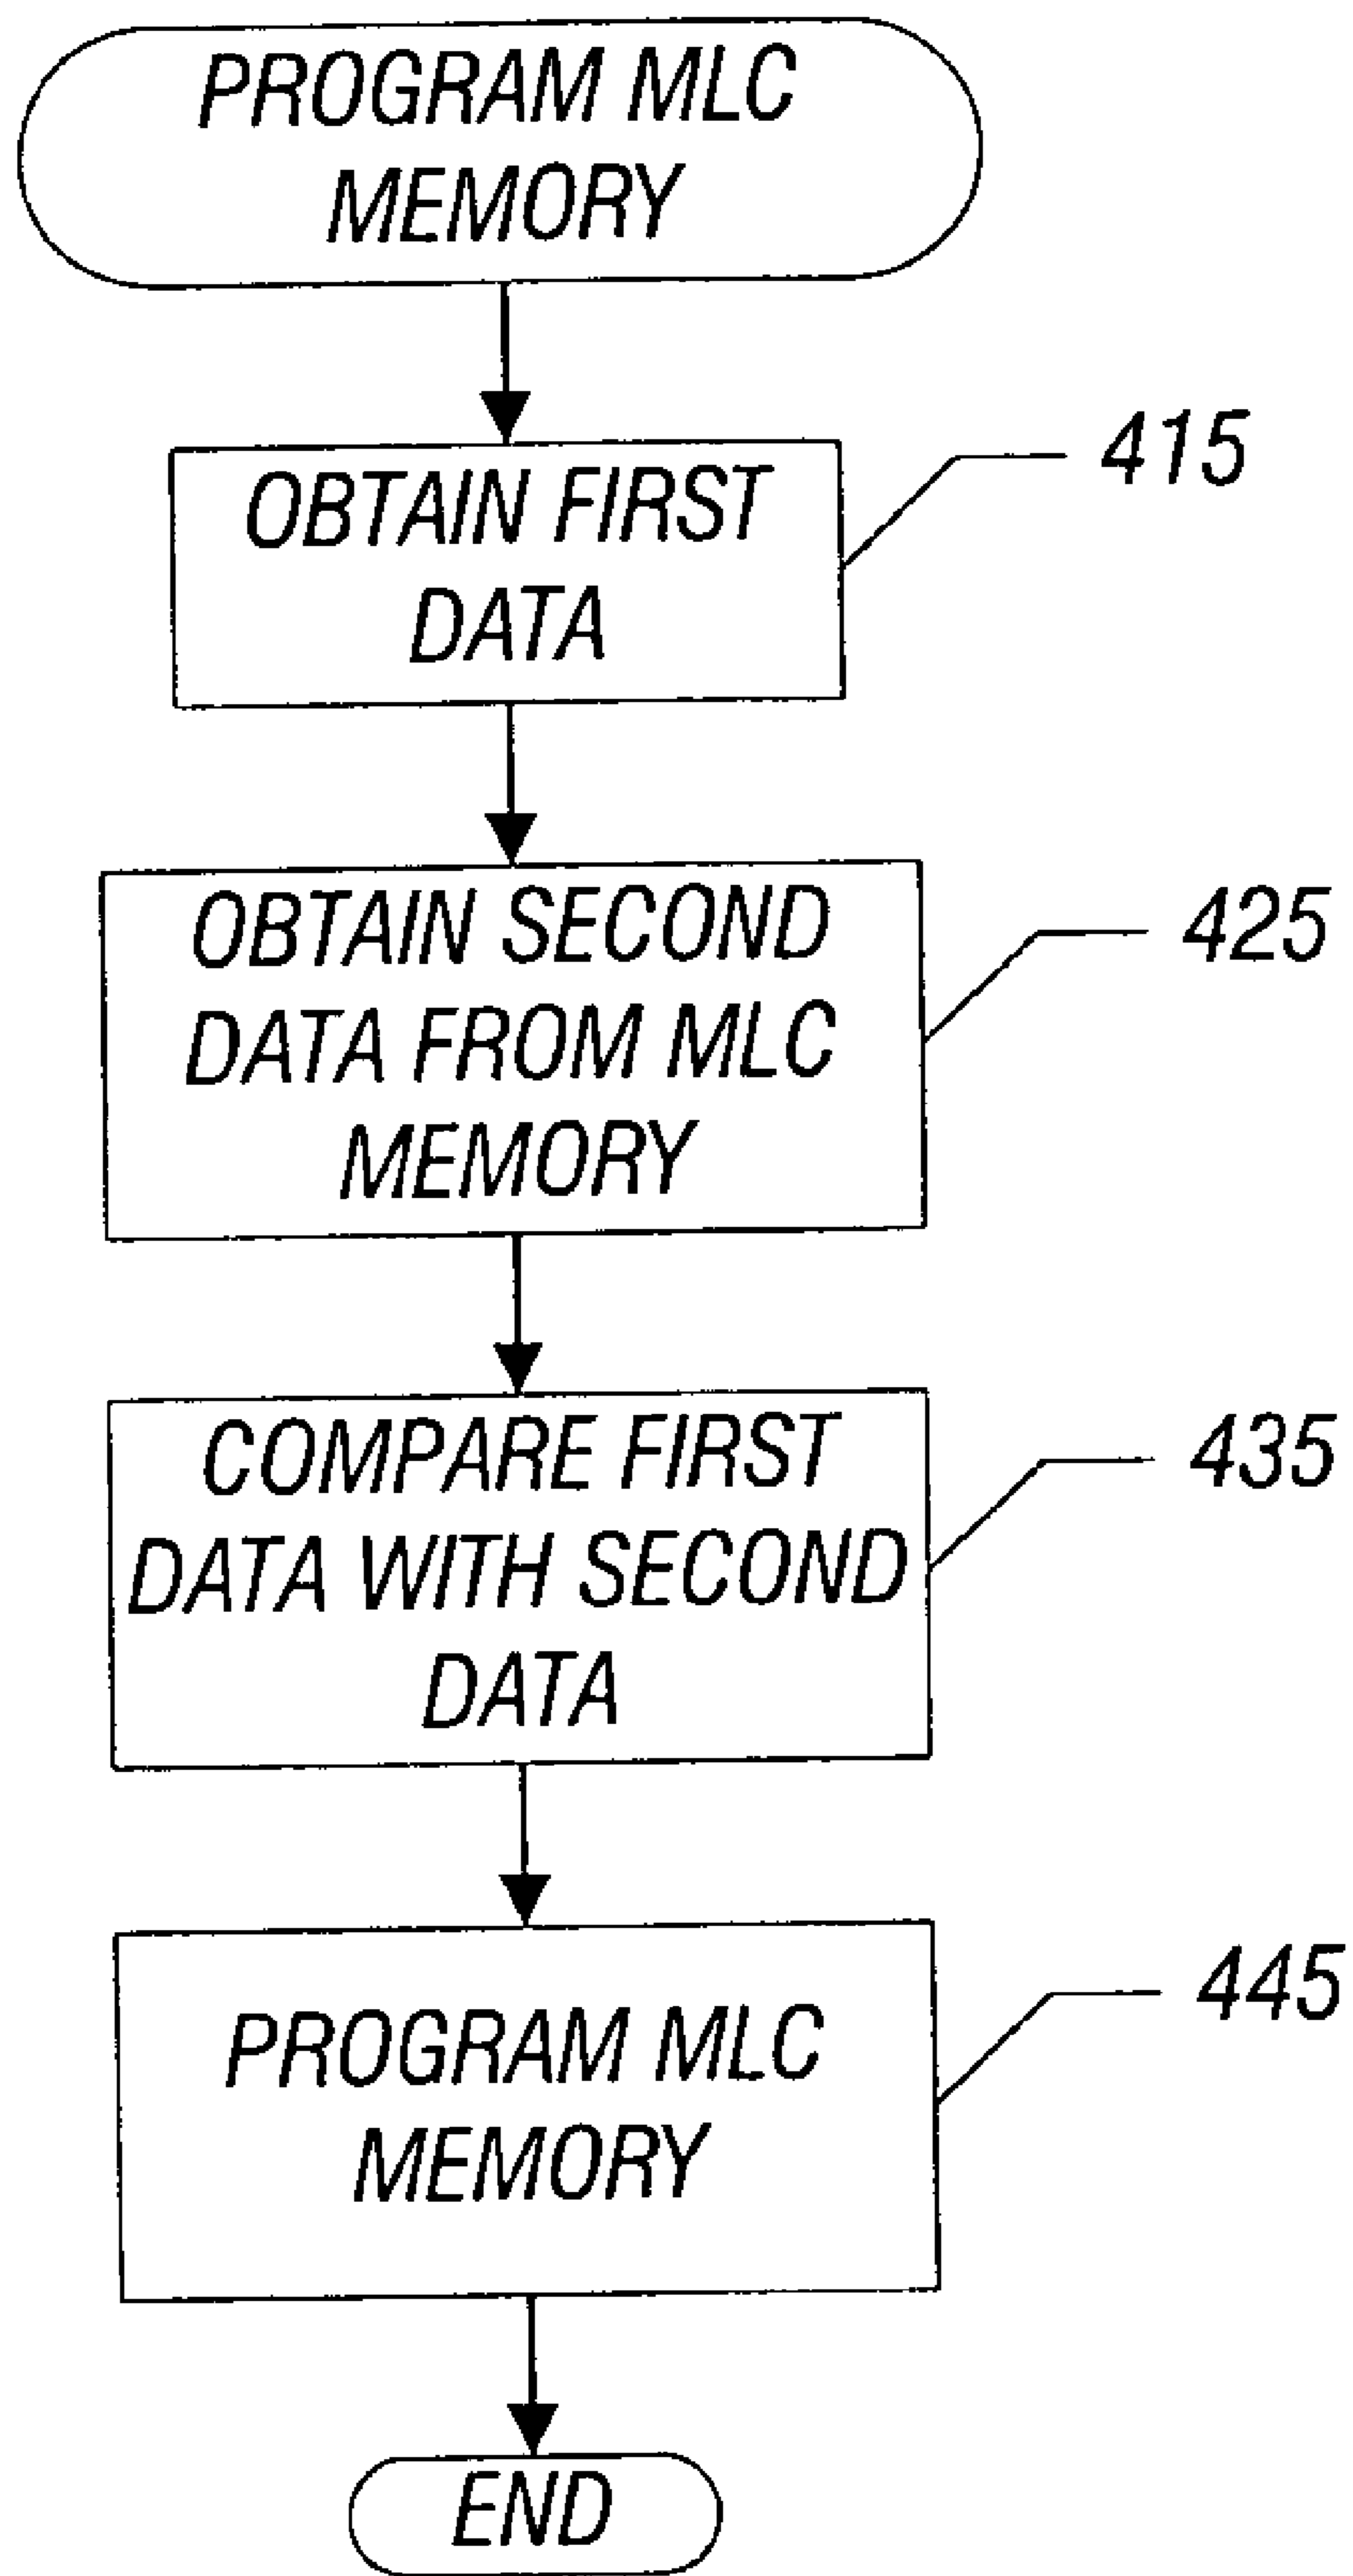 PROGRAM MLC
MEMORY
OBTAIN FIRST
DATA
415
OBTAIN SECOND
DATA FROM MLC
MEMORY
425
COMPARE FIRST
DATA WITH SECOND
DATA
435
PROGRAM MLC
MEMORY
445
END